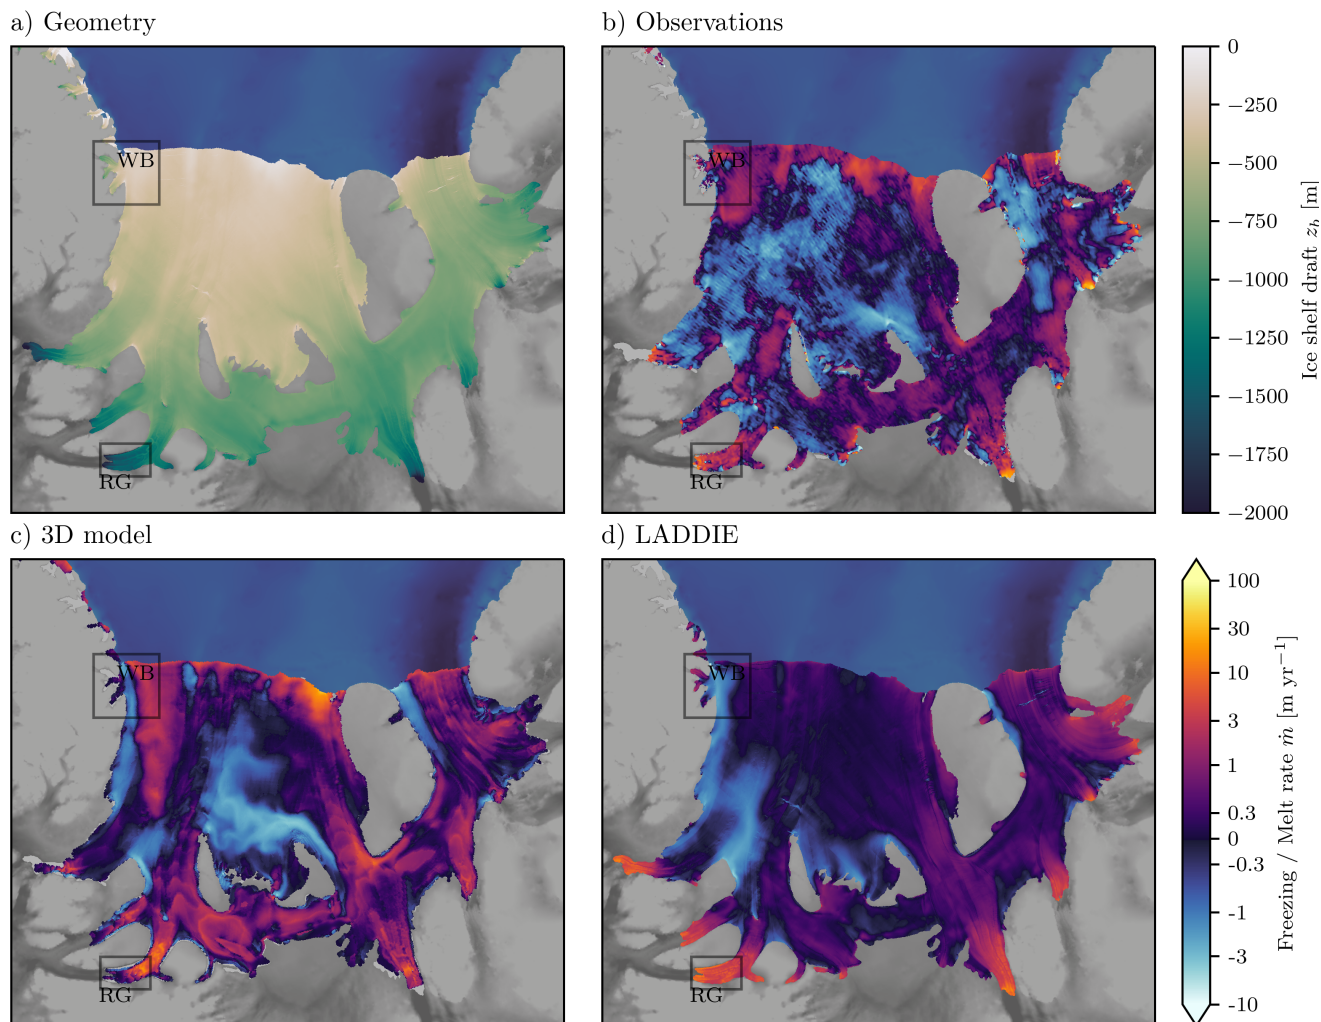 a) Geometry
b) Observations
WB
RG
WB
RG
0
−250
−500
−750
−1000
−1250
−1500
−1750
−2000
Ice shelf draft z_b [m]
c) 3D model
d) LADDIE
WB
RG
WB
RG
100
30
10
3
1
0.3
0
-0.3
-1
-3
-10
Freezing / Melt rate ṁ [m yr⁻¹]